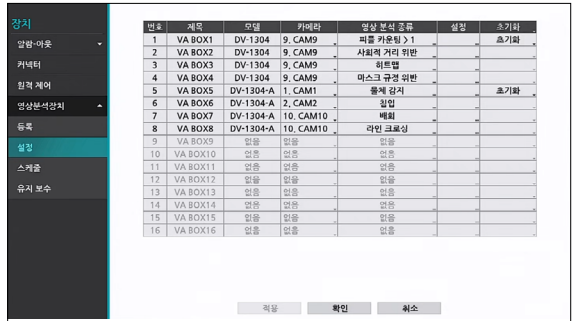 장치
알람-아웃
커넥터
원격 제어
영상분석장치
등록
설정
스케줄
유지 보수
번호 제목 모델 카메라 영상 분석 종류 설정 초기화
1 VA BOX1 DV-1304 9. CAM9 피플 카운팅 > 1 초기화
2 VA BOX2 DV-1304 9. CAM9 사회적 거리 위반
3 VA BOX3 DV-1304 9. CAM9 히트맵
4 VA BOX4 DV-1304 9. CAM9 마스크 규정 위반
5 VA BOX5 DV-1304-A 1. CAM1 물체 감지 초기화
6 VA BOX6 DV-1304-A 2. CAM2 침입
7 VA BOX7 DV-1304-A 10. CAM10 배회
8 VA BOX8 DV-1304-A 10. CAM10 라인 크로싱
9 VA BOX9 없음 없음 없음
10 VA BOX10 없음 없음 없음
11 VA BOX11 없음 없음 없음
12 VA BOX12 없음 없음 없음
13 VA BOX13 없음 없음 없음
14 VA BOX14 없음 없음 없음
15 VA BOX15 없음 없음 없음
16 VA BOX16 없음 없음 없음
적용 확인 취소